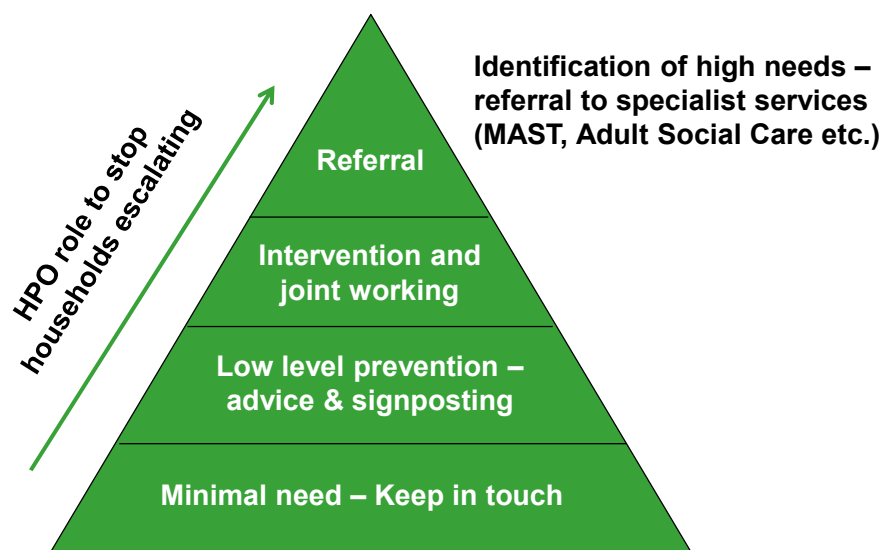 HPO role to stop
households escalating
Identification of high needs –
referral to specialist services
(MAST, Adult Social Care etc.)
Referral
Intervention and
joint working
Low level prevention –
advice & signposting
Minimal need – Keep in touch